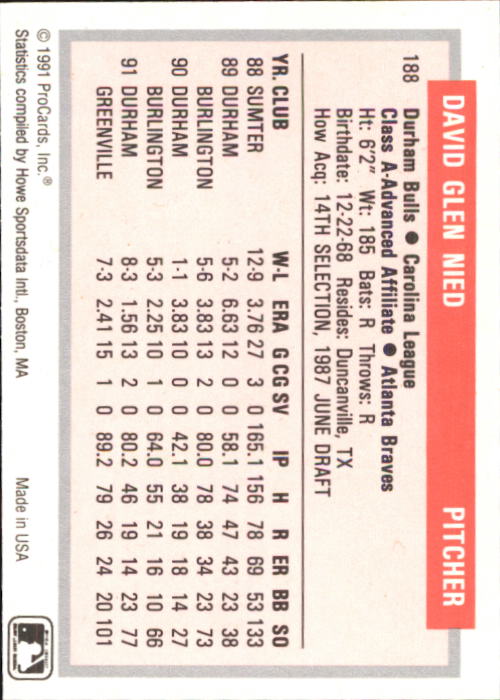 DAVID GLEN NIED PITCHER
188 Durham Bulls ● Carolina League
Class A-Advanced Affiliate ● Atlanta Braves
Ht: 6'2" Wt: 185 Bats: R Throws: R
Birthdate: 12-22-68 Resides: Duncanville, TX
How Acq: 14TH SELECTION, 1987 JUNE DRAFT
YR. CLUB W-L ERA G CG SV IP H R ER BB SO
88 SUMTER 12-9 3.76 27 3 0 165.1 156 78 69 53 133
89 DURHAM 5-2 6.63 12 0 0 58.1 74 47 43 23 38
BURLINGTON 5-6 3.83 13 2 0 80.0 78 38 34 23 73
90 DURHAM 1-1 3.83 10 0 0 42.1 38 19 18 14 27
BURLINGTON 5-3 2.25 10 1 0 64.0 55 21 16 10 66
91 DURHAM 8-3 1.56 13 2 0 80.2 46 19 14 23 77
GREENVILLE 7-3 2.41 15 1 0 89.2 79 26 24 20 101
© 1991 ProCards, Inc.® Made in USA
Statistics compiled by Howe Sportsdata Intl., Boston, MA